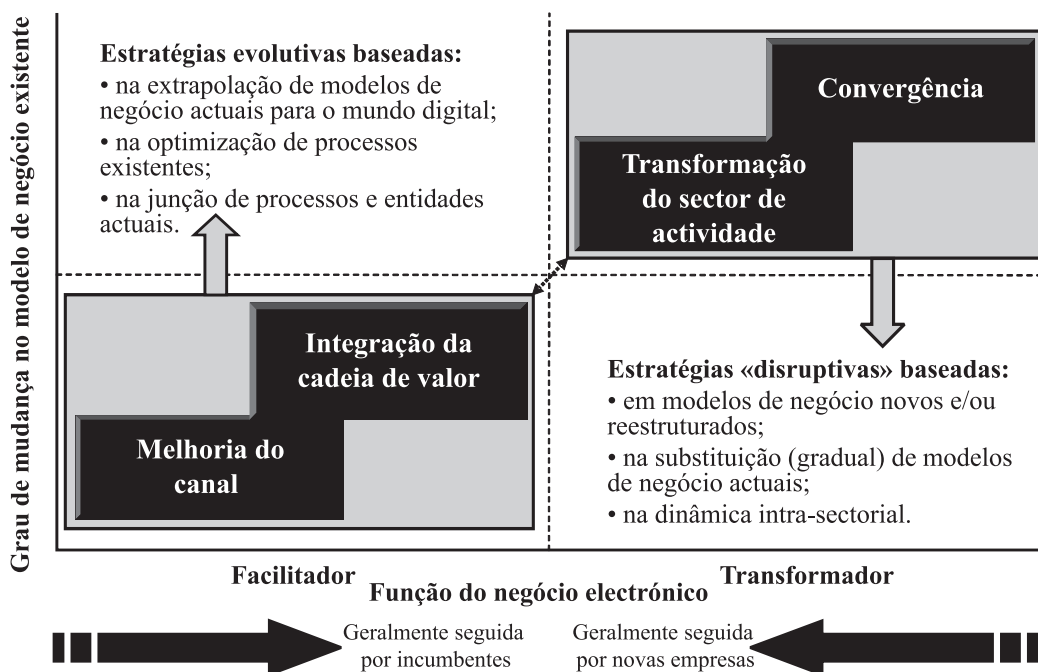 Grau de mudança no modelo de negócio existente
Estratégias evolutivas baseadas:
• na extrapolação de modelos de
negócio actuais para o mundo digital;
• na optimização de processos
existentes;
• na junção de processos e entidades
actuais.
Convergência
Transformação
do sector de
actividade
Integração da
cadeia de valor
Melhoria do
canal
Estratégias «disruptivas» baseadas:
• em modelos de negócio novos e/ou
reestruturados;
• na substituição (gradual) de modelos
de negócio actuais;
• na dinâmica intra-sectorial.
Facilitador
Transformador
Função do negócio electrónico
Geralmente seguida
por incumbentes
Geralmente seguida
por novas empresas